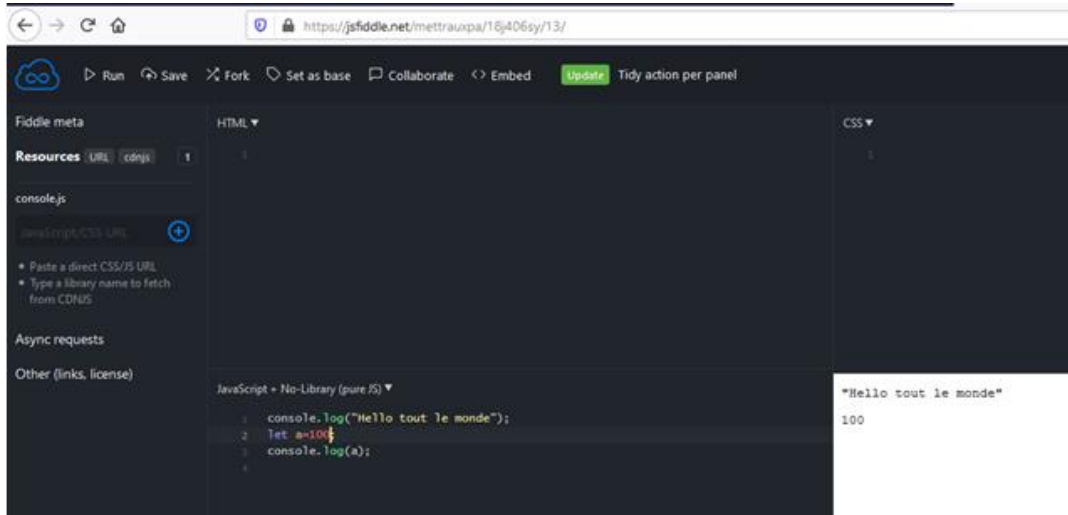 https://jsfiddle.net/mettrauxpa/18j406sy/13/
Run Save Fork Set as base Collaborate Embed Update Tidy action per panel
Fiddle meta
Resources URL cdnjs 1
console.js
JavaScript/CSS URL
• Paste a direct CSS/JS URL
• Type a library name to fetch
from CDNJS
Async requests
Other (links, license)
HTML ▼
1
CSS ▼
1
JavaScript + No-Library (pure JS) ▼
1 console.log("Hello tout le monde");
2 let a=100;
3 console.log(a);
4
"Hello tout le monde"
100